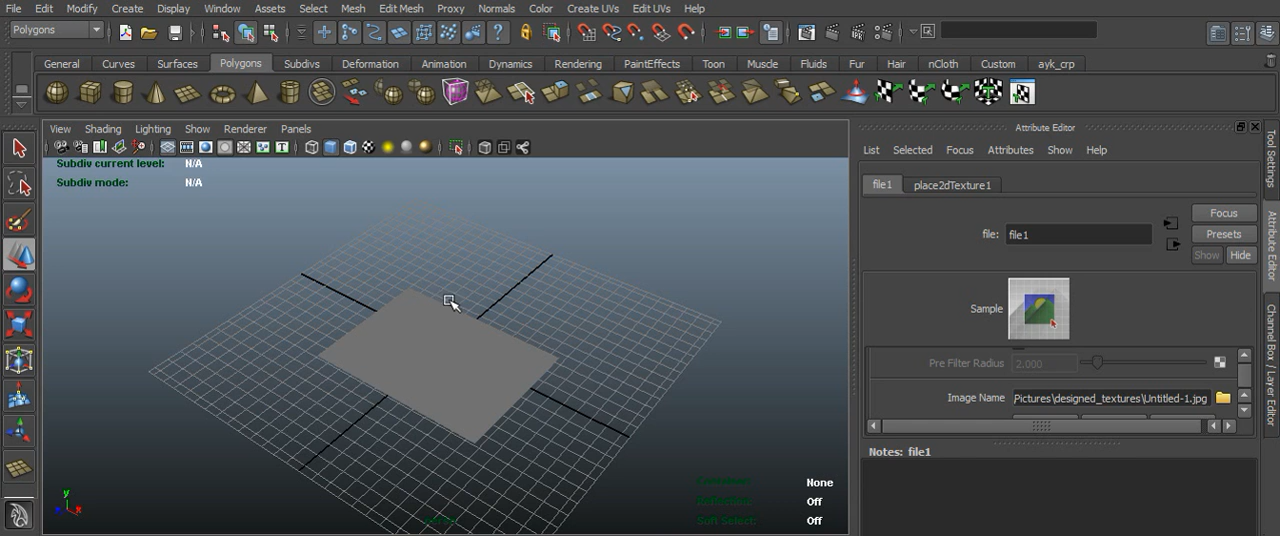 File Edit Modify Create Display Window Assets Select Mesh Edit Mesh Proxy Normals Color Create UVs Edit UVs Help
Polygons
General Curves Surfaces Polygons Subdivs Deformation Animation Dynamics Rendering PaintEffects Toon Muscle Fluids Fur Hair nCloth Custom ayk_crp
View Shading Lighting Show Renderer Panels
Subdiv current level: N/A
Subdiv mode: N/A
None
Off
Soft Select: Off
y
Attribute Editor
List Selected Focus Attributes Show Help
file1 place2dTexture1
Focus
file: file1
Presets
Show Hide
Sample
Pre Filter Radius 2.000
Image Name Pictures\designed_textures\Untitled-1.jpg
Notes: file1
Tool Settings
Attribute Editor
Channel Box / Layer Editor